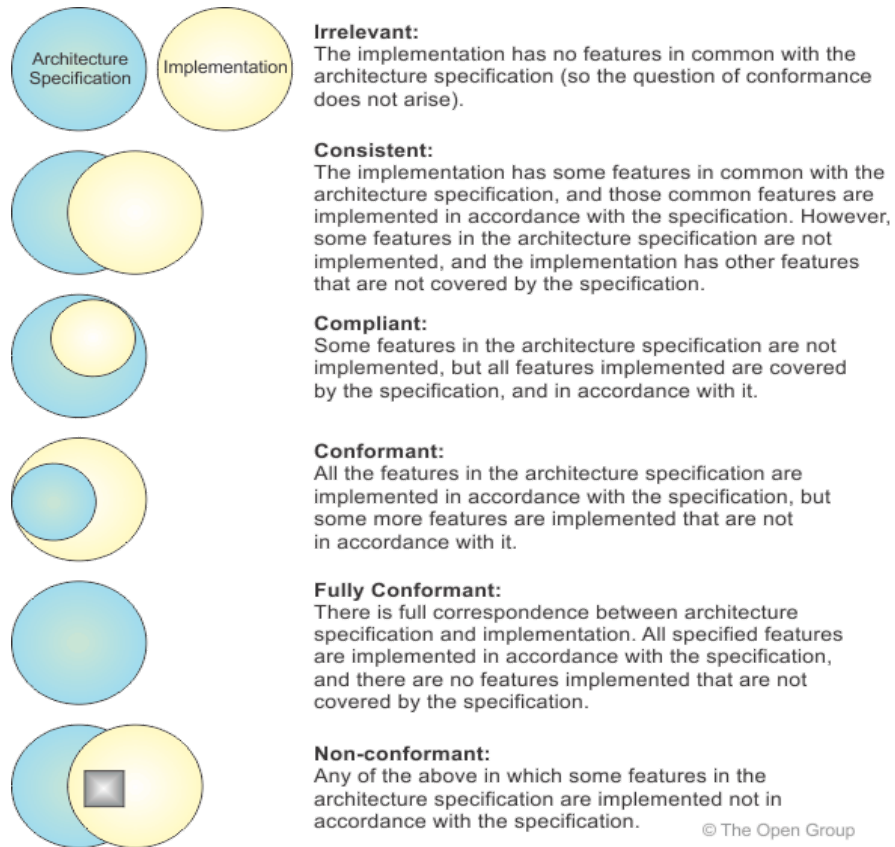 Architecture
Specification
Implementation
Irrelevant:
The implementation has no features in common with the
architecture specification (so the question of conformance
does not arise).
Consistent:
The implementation has some features in common with the
architecture specification, and those common features are
implemented in accordance with the specification. However,
some features in the architecture specification are not
implemented, and the implementation has other features
that are not covered by the specification.
Compliant:
Some features in the architecture specification are not
implemented, but all features implemented are covered
by the specification, and in accordance with it.
Conformant:
All the features in the architecture specification are
implemented in accordance with the specification, but
some more features are implemented that are not
in accordance with it.
Fully Conformant:
There is full correspondence between architecture
specification and implementation. All specified features
are implemented in accordance with the specification,
and there are no features implemented that are not
covered by the specification.
Non-conformant:
Any of the above in which some features in the
architecture specification are implemented not in
accordance with the specification.
© The Open Group